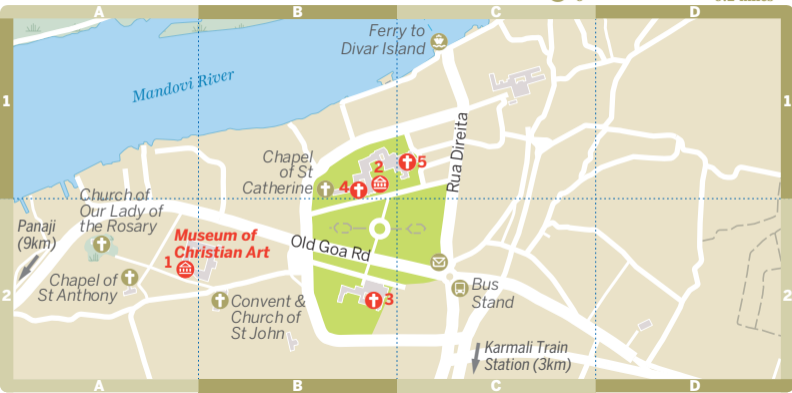 A
B
C
D
Ferry to
Divar Island
Mandovi River
1
1
Rua Direita
Chapel
of St
Catherine
2
5
4
Church of
Our Lady of
the Rosary
Panaji
(9km)
Museum of
Christian Art
1
Old Goa Rd
2
2
Chapel of
St Anthony
Convent &
Church of
St John
3
Bus
Stand
Karmali Train
Station (3km)
A
B
C
D